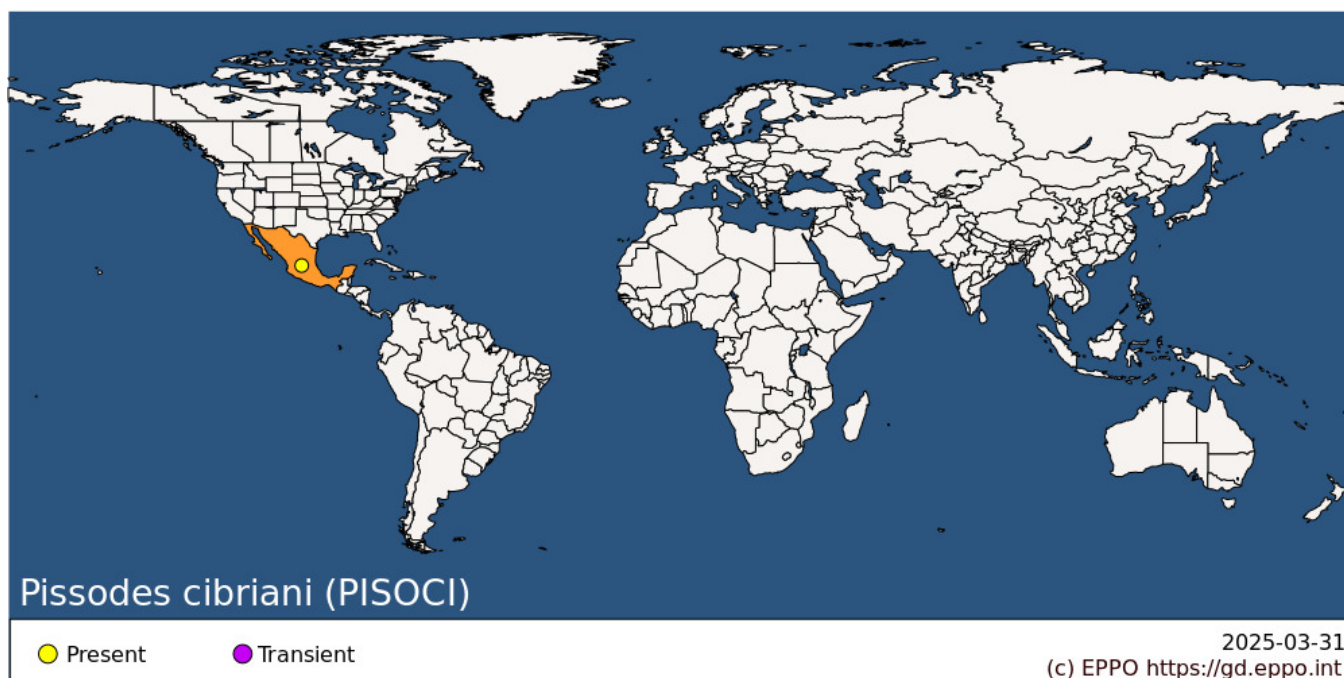 Pissodes cibriani (PISOCI)
Present
Transient
2025-03-31
(c) EPPO https://gd.eppo.int